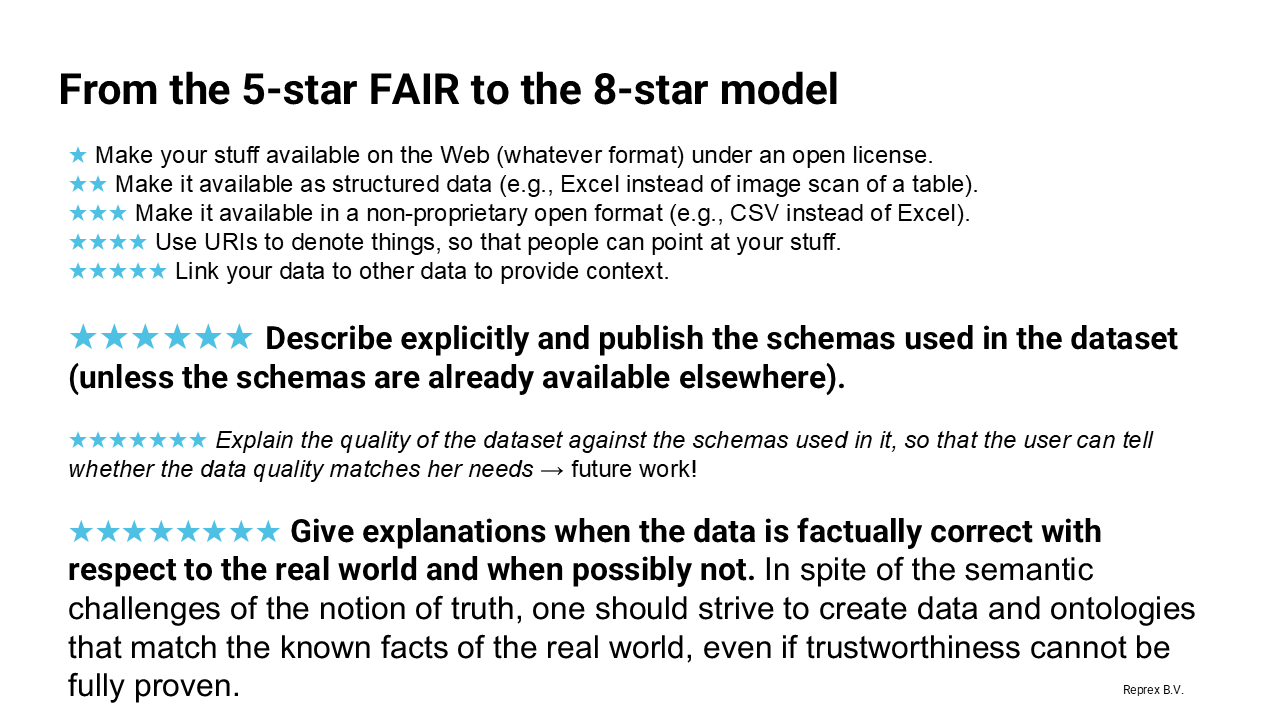 From the 5-star FAIR to the 8-star model
★ Make your stuff available on the Web (whatever format) under an open license.
★★ Make it available as structured data (e.g., Excel instead of image scan of a table).
★★★ Make it available in a non-proprietary open format (e.g., CSV instead of Excel).
★★★★ Use URIs to denote things, so that people can point at your stuff.
★★★★★ Link your data to other data to provide context.
★★★★★★ Describe explicitly and publish the schemas used in the dataset
(unless the schemas are already available elsewhere).
★★★★★★★ Explain the quality of the dataset against the schemas used in it, so that the user can tell
whether the data quality matches her needs → future work!
★★★★★★★★ Give explanations when the data is factually correct with
respect to the real world and when possibly not. In spite of the semantic
challenges of the notion of truth, one should strive to create data and ontologies
that match the known facts of the real world, even if trustworthiness cannot be
fully proven.
Reprex B.V.